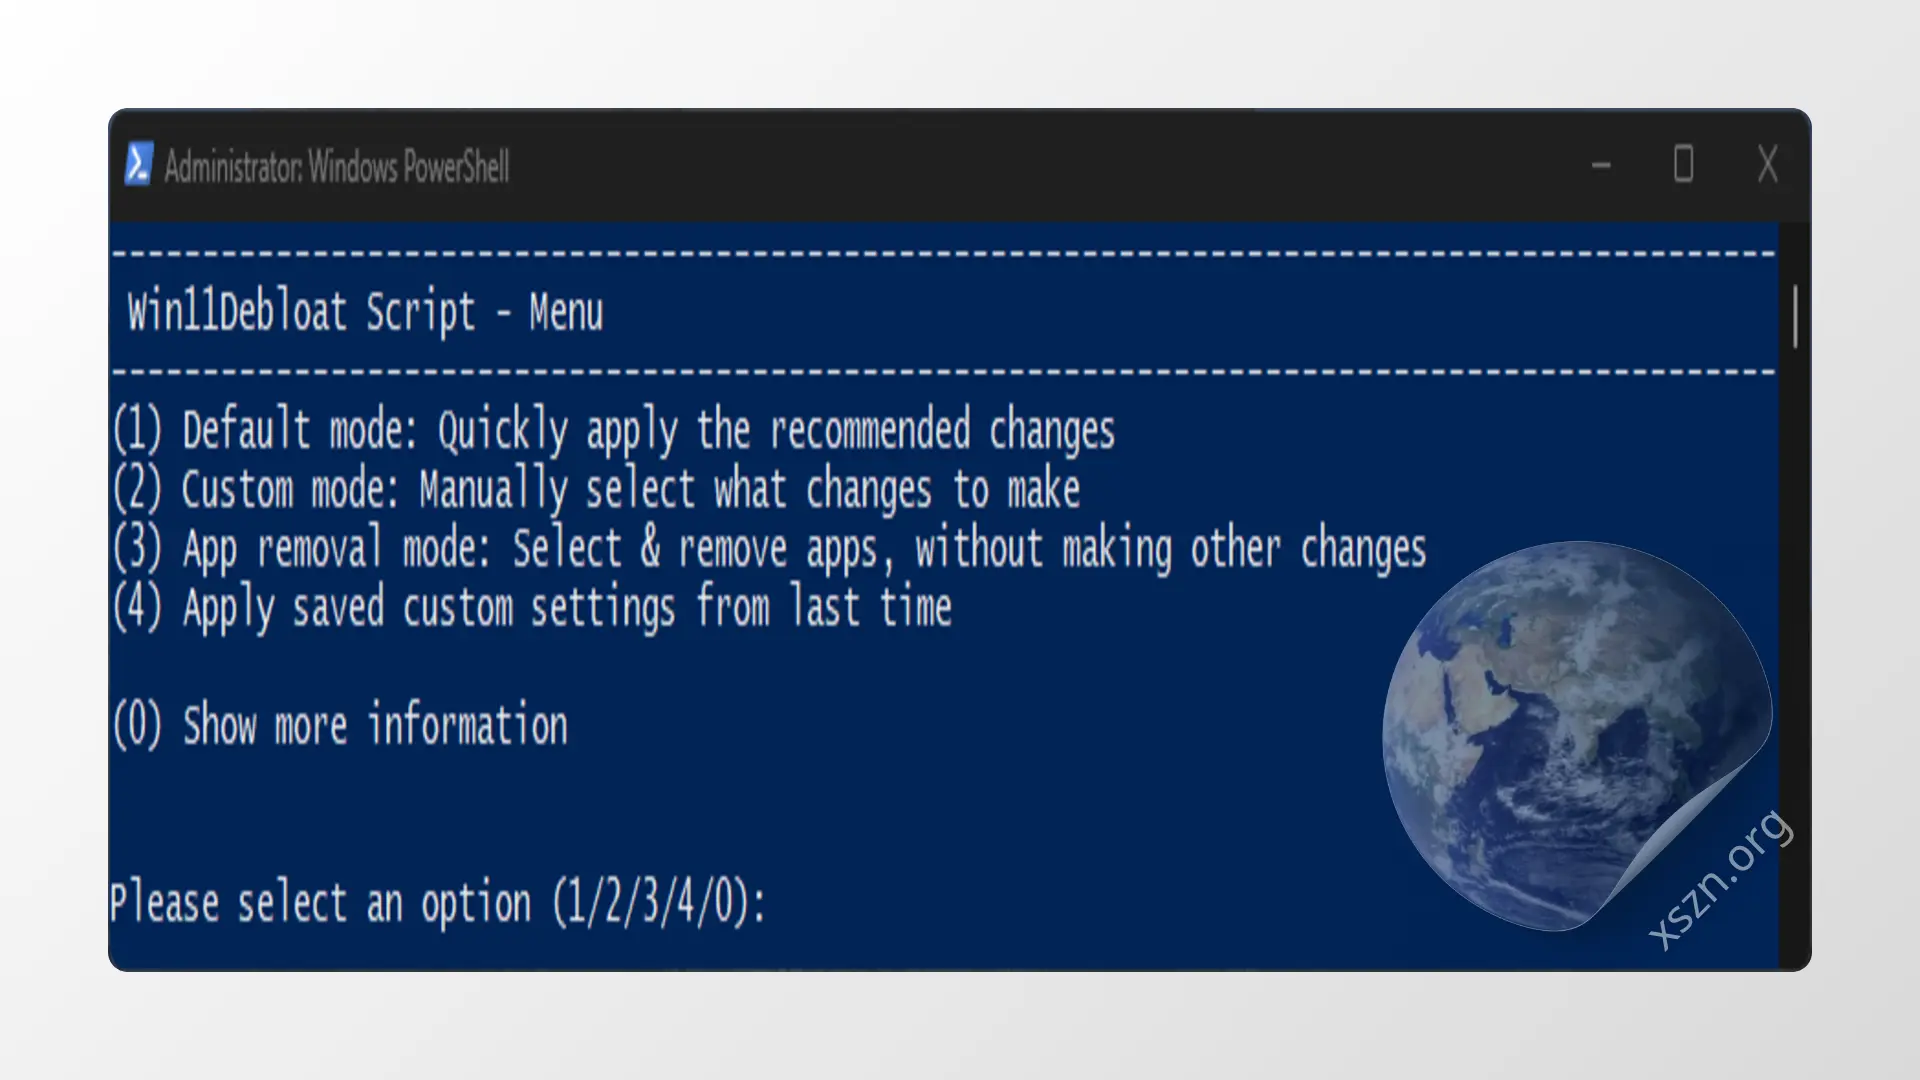 Administrator: Windows PowerShell
-------------------------------------------------------------------------------------------
Win11Debloat Script - Menu
-------------------------------------------------------------------------------------------
(1) Default mode: Quickly apply the recommended changes
(2) Custom mode: Manually select what changes to make
(3) App removal mode: Select & remove apps, without making other changes
(4) Apply saved custom settings from last time
(0) Show more information
Please select an option (1/2/3/4/0):
xszn.org